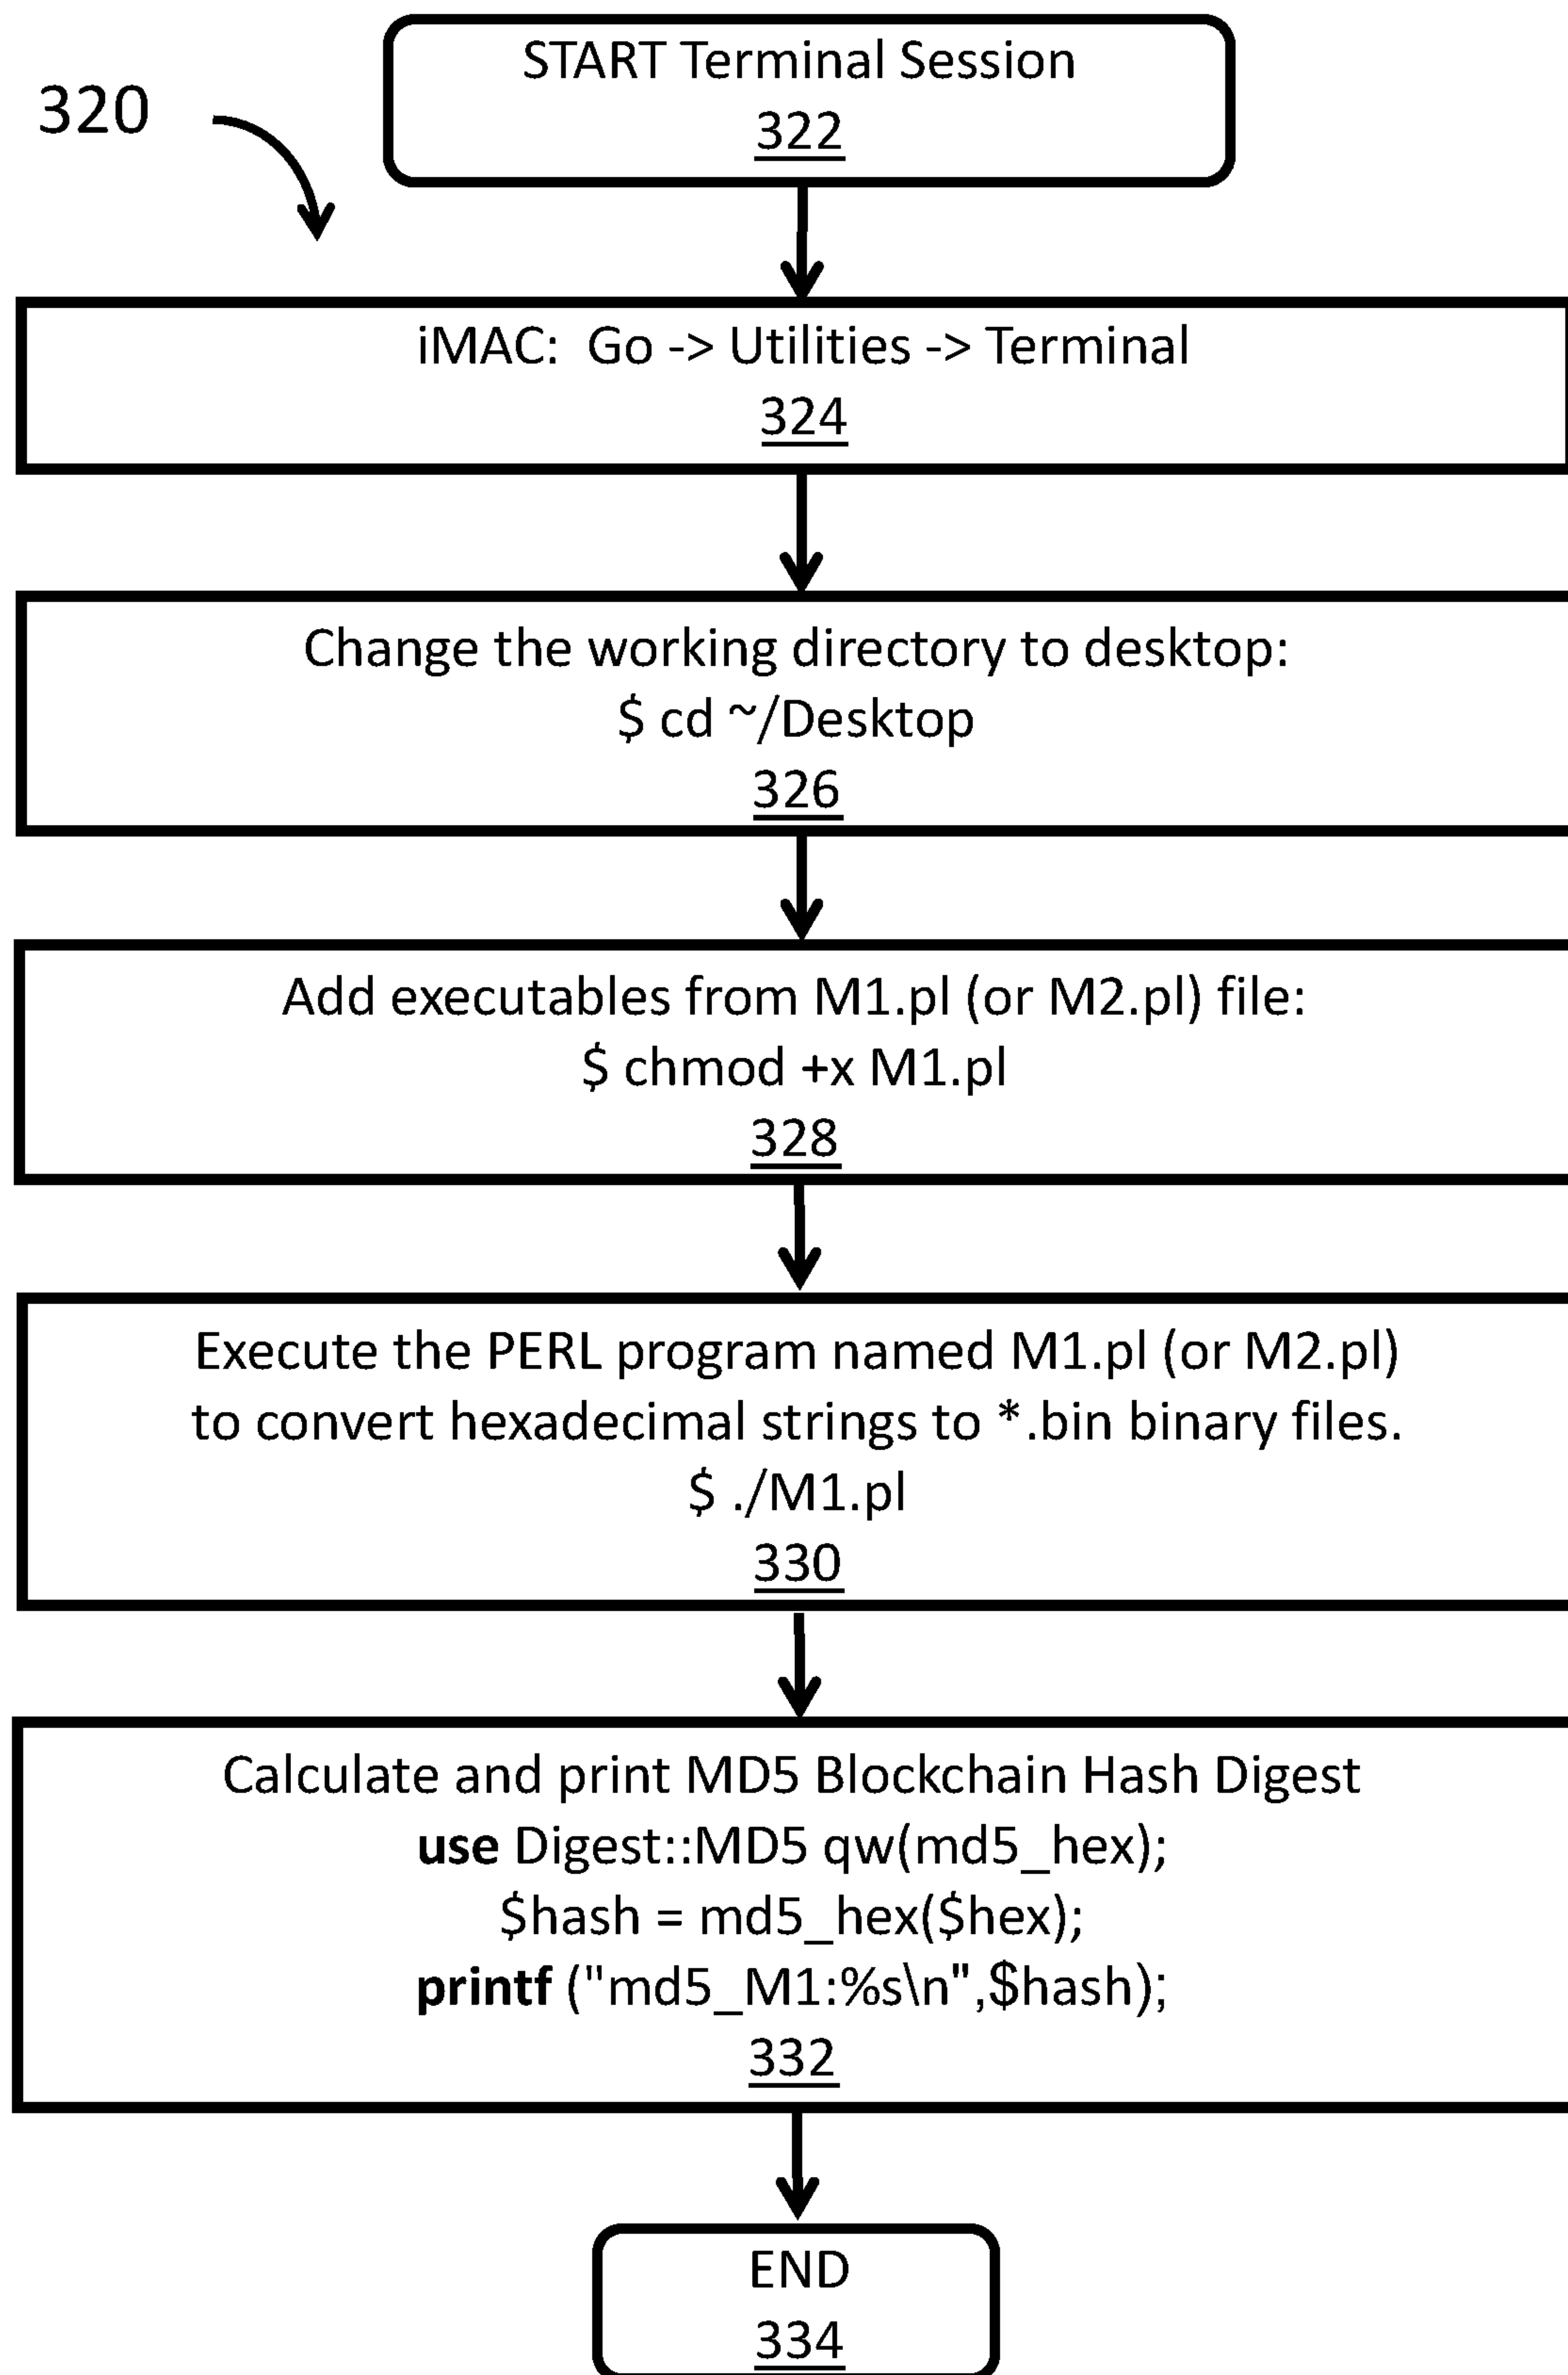 320
START Terminal Session
322
iMAC:  Go -> Utilities -> Terminal
324
Change the working directory to desktop:
$ cd ~/Desktop
326
Add executables from M1.pl (or M2.pl) file:
$ chmod +x M1.pl
328
Execute the PERL program named M1.pl (or M2.pl)
to convert hexadecimal strings to *.bin binary files.
$ ./M1.pl
330
Calculate and print MD5 Blockchain Hash Digest
use Digest::MD5 qw(md5_hex);
$hash = md5_hex($hex);
printf ("md5_M1:%s\n",$hash);
332
END
334